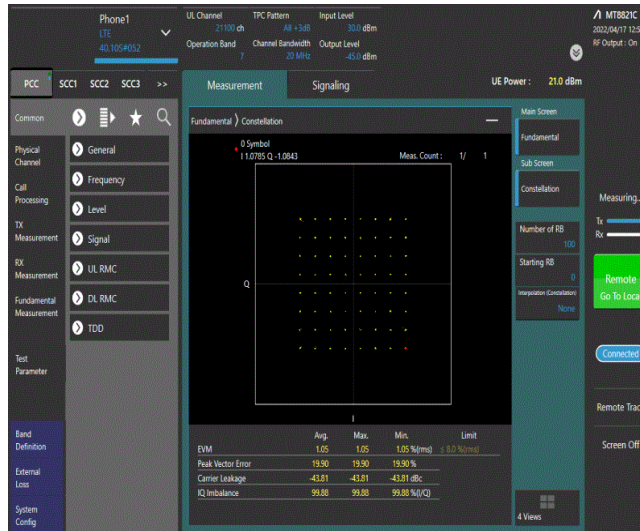 Phone1
LTE
40.10S#052
UL Channel TPC Pattern Input Level
21100 ch All +3dB 30.0 dBm
Operation Band Channel Bandwidth Output Level
7 20 MHz -45.0 dBm
MT8821C
2022/04/17 12:5
RF Output : On
PCC SCC1 SCC2 SCC3 >>
Measurement Signaling
UE Power : 21.0 dBm
Common
Physical
Channel
Call
Processing
TX
Measurement
RX
Measurement
Fundamental
Measurement
Test
Parameter
Band
Definition
External
Loss
System
Config
General
Frequency
Level
Signal
UL RMC
DL RMC
TDD
Fundamental Constellation
0 Symbol
I 1.0785 Q -1.0843 Meas. Count : 1/ 1
Q
I
Avg. Max. Min. Limit
EVM 1.05 1.05 1.05 %(rms) ≤ 8.0 %(rms)
Peak Vector Error 19.90 19.90 19.90 %
Carrier Leakage -43.81 -43.81 -43.81 dBc
IQ Imbalance 99.88 99.88 99.88 %(I/Q)
Main Screen
Fundamental
Sub Screen
Constellation
Number of RB
100
Starting RB
0
Interpolation (Constellation)
None
4 Views
Measuring..
Tx
Rx
Remote
Go To Loca
Connected
Remote Trac
Screen Off